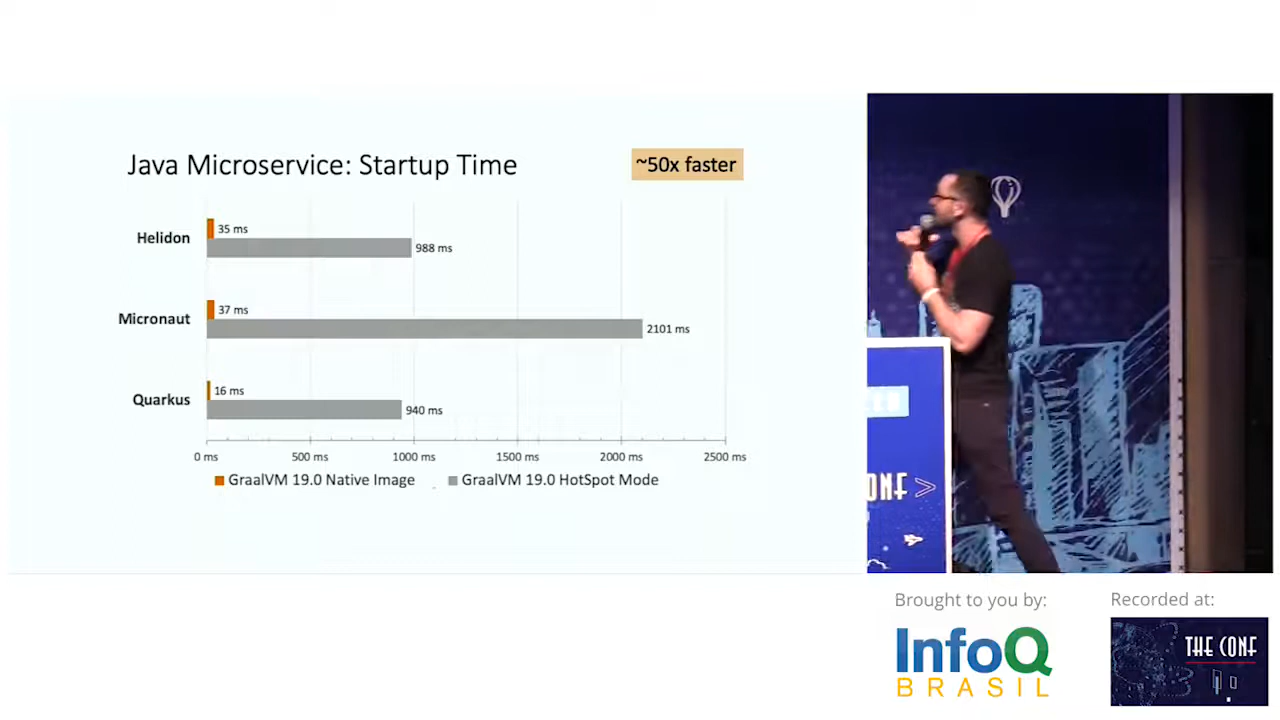 Java Microservice: Startup Time
~50x faster
Helidon
35 ms
988 ms
Micronaut
37 ms
2101 ms
Quarkus
16 ms
940 ms
0 ms
500 ms
1000 ms
1500 ms
2000 ms
2500 ms
GraalVM 19.0 Native Image
GraalVM 19.0 HotSpot Mode
ONF >
Brought to you by:
InfoQ
BRASIL
Recorded at:
THE CONF